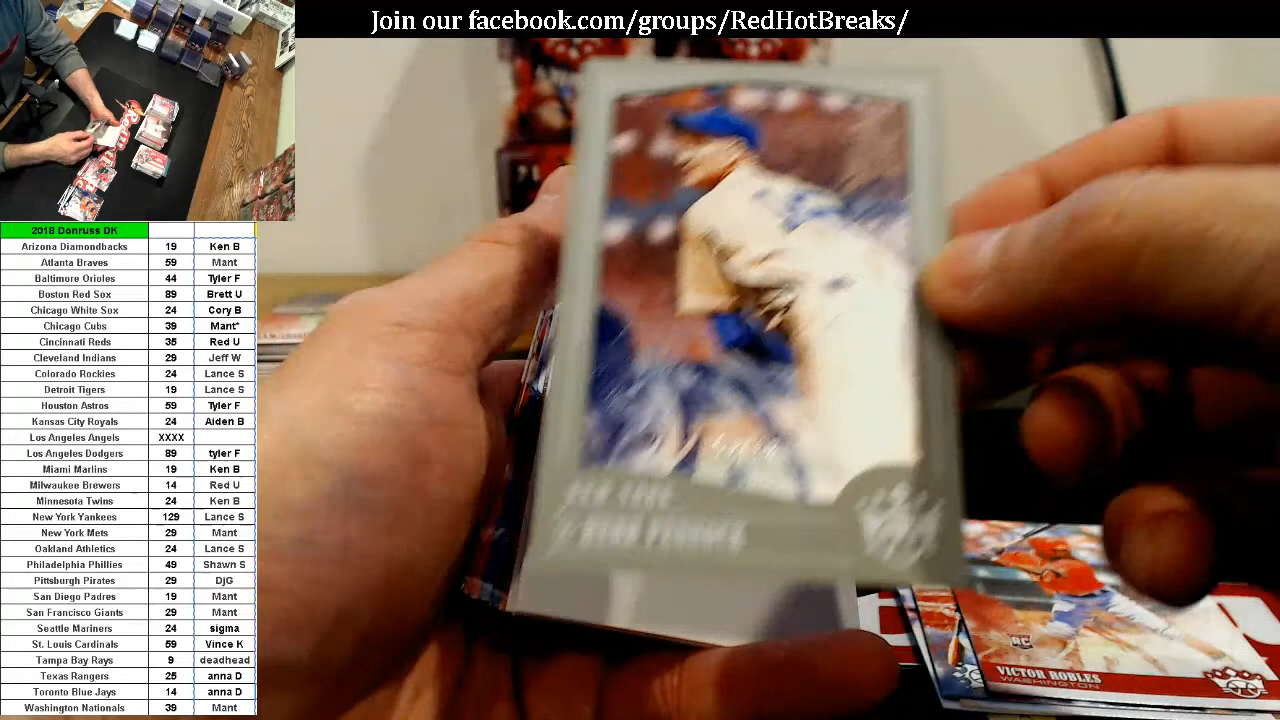 Join our facebook.com/groups/RedHotBreaks/
2018 Donruss DK
Arizona Diamondbacks 19 Ken B
Atlanta Braves 59 Mant
Baltimore Orioles 44 Tyler F
Boston Red Sox 89 Brett U
Chicago White Sox 24 Cory B
Chicago Cubs 39 Mant*
Cincinnati Reds 35 Red U
Cleveland Indians 29 Jeff W
Colorado Rockies 24 Lance S
Detroit Tigers 19 Lance S
Houston Astros 59 Tyler F
Kansas City Royals 24 Aiden B
Los Angeles Angels XXXX
Los Angeles Dodgers 89 tyler F
Miami Marlins 19 Ken B
Milwaukee Brewers 14 Red U
Minnesota Twins 24 Ken B
New York Yankees 129 Lance S
New York Mets 29 Mant
Oakland Athletics 24 Lance S
Philadelphia Phillies 49 Shawn S
Pittsburgh Pirates 29 DjG
San Diego Padres 19 Mant
San Francisco Giants 29 Mant
Seattle Mariners 24 sigma
St. Louis Cardinals 59 Vince K
Tampa Bay Rays 9 deadhead
Texas Rangers 25 anna D
Toronto Blue Jays 14 anna D
Washington Nationals 39 Mant
RC
VICTOR ROBLES
WASHINGTON